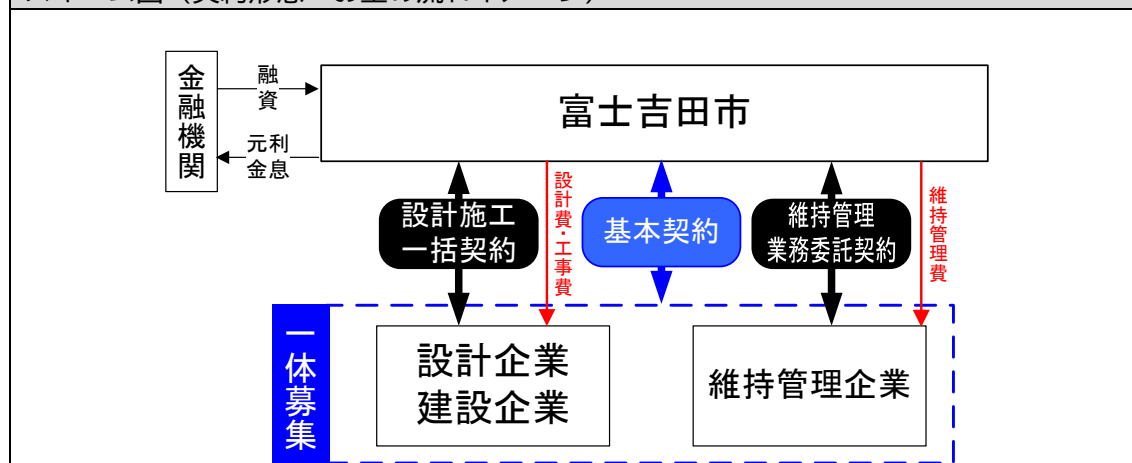 金融機関
融資
元利
金息
富士吉田市
設計施工
一括契約
設計費・工事費
基本契約
維持管理
業務委託契約
維持管理費
一体募集
設計企業
建設企業
維持管理企業